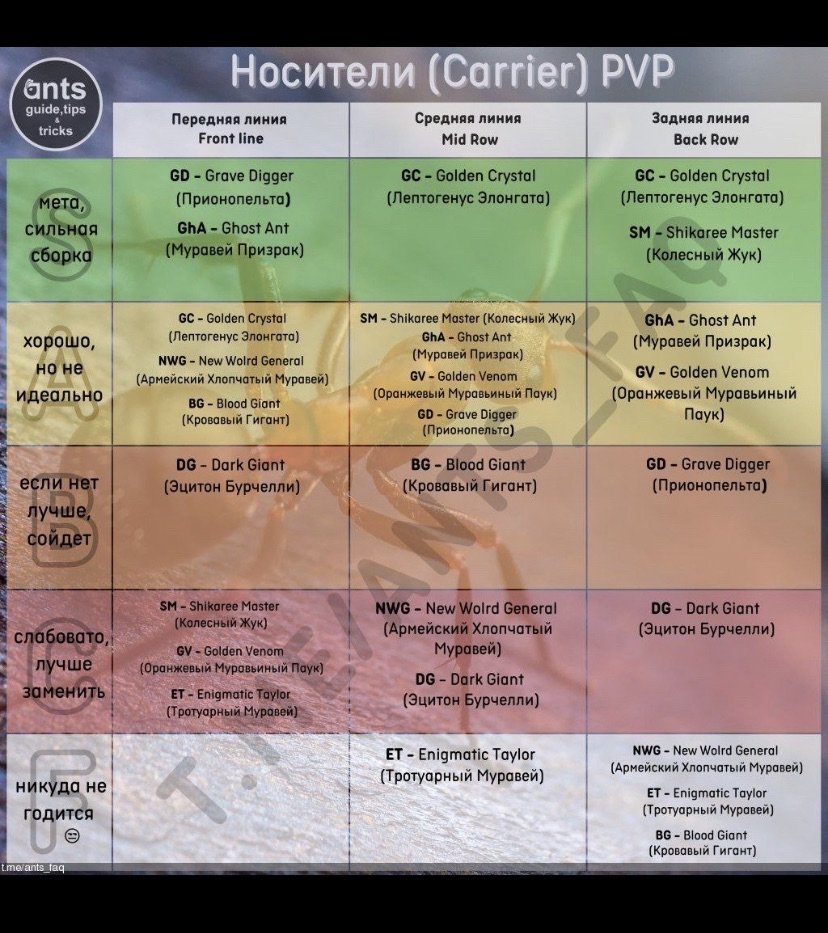 Носители (Carrier) PVP
ants
guide,tips
&
tricks
Передняя линия
Front line
Средняя линия
Mid Row
Задняя линия
Back Row
S
мета,
сильная
сборка
GD – Grave Digger
(Прионопельта)
GhA – Ghost Ant
(Муравей Призрак)
GC – Golden Crystal
(Лептогенус Элонгата)
GC – Golden Crystal
(Лептогенус Элонгата)
SM – Shikaree Master
(Колесный Жук)
A
хорошо,
но не
идеально
GC – Golden Crystal
(Лептогенус Элонгата)
NWG – New Wolrd General
(Армейский Хлопчатый Муравей)
BG – Blood Giant
(Кровавый Гигант)
SM – Shikaree Master (Колесный Жук)
GhA – Ghost Ant
(Муравей Призрак)
GV – Golden Venom
(Оранжевый Муравьиный Паук)
GD – Grave Digger
(Прионопельта)
GhA – Ghost Ant
(Муравей Призрак)
GV – Golden Venom
(Оранжевый Муравьиный
Паук)
B
если нет
лучше,
сойдет
DG – Dark Giant
(Эцитон Бурчелли)
BG – Blood Giant
(Кровавый Гигант)
GD – Grave Digger
(Прионопельта)
C
слабовато,
лучше
заменить
SM – Shikaree Master
(Колесный Жук)
GV – Golden Venom
(Оранжевый Муравьиный Паук)
ET – Enigmatic Taylor
(Тротуарный Муравей)
NWG – New Wolrd General
(Армейский Хлопчатый
Муравей)
DG – Dark Giant
(Эцитон Бурчелли)
DG – Dark Giant
(Эцитон Бурчелли)
F
никуда не
годится
😒
ET – Enigmatic Taylor
(Тротуарный Муравей)
NWG – New Wolrd General
(Армейский Хлопчатый Муравей)
ET – Enigmatic Taylor
(Тротуарный Муравей)
BG – Blood Giant
(Кровавый Гигант)
T.ME/ANTS_FAQ
t.me/ants_faq